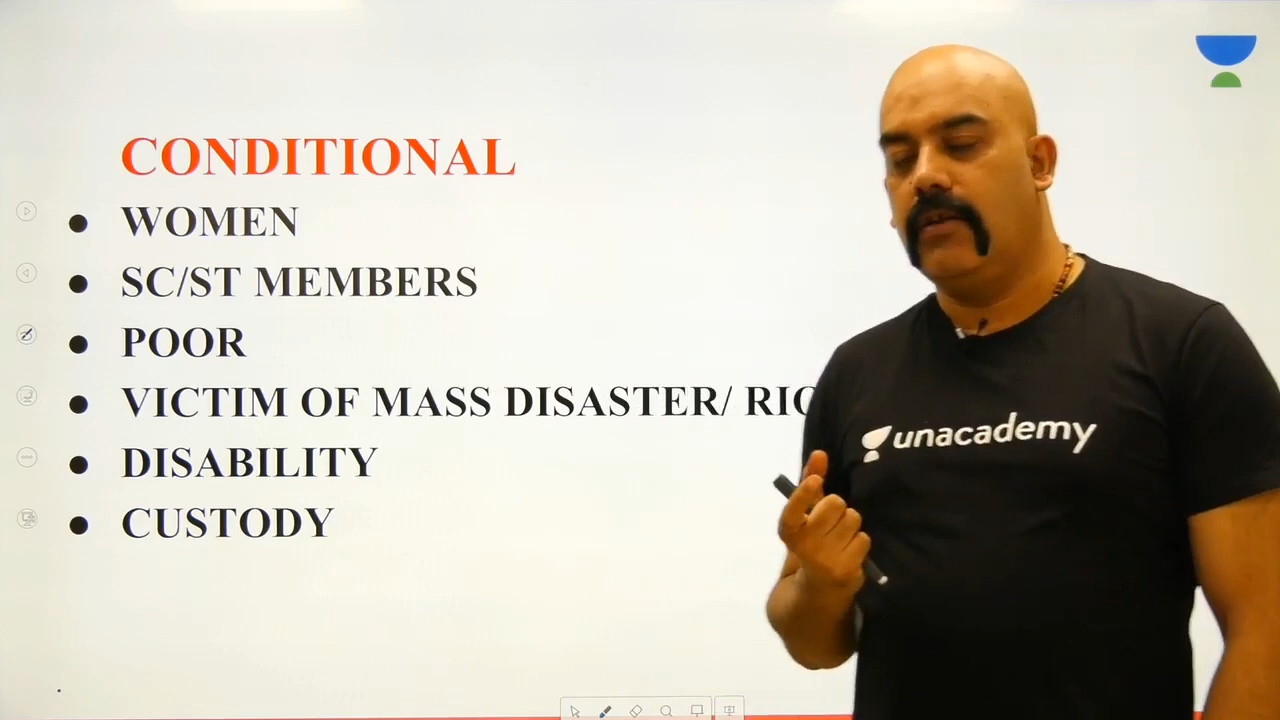 CONDITIONAL
● WOMEN
● SC/ST MEMBERS
● POOR
● VICTIM OF MASS DISASTER/
● DISABILITY
● CUSTODY
unacademy